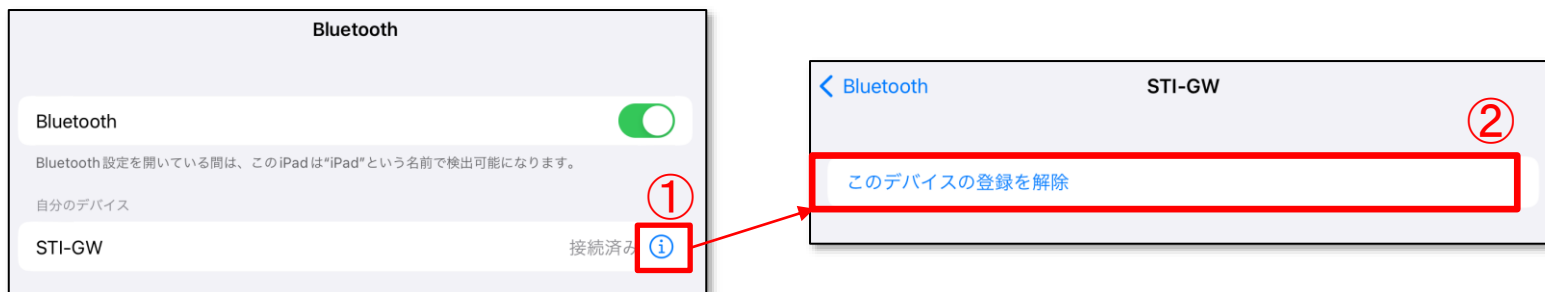 Bluetooth
Bluetooth
Bluetooth設定を開いている間は、このiPadは“iPad”という名前で検出可能になります。
自分のデバイス
①
STI-GW 接続済み
Bluetooth STI-GW
②
このデバイスの登録を解除